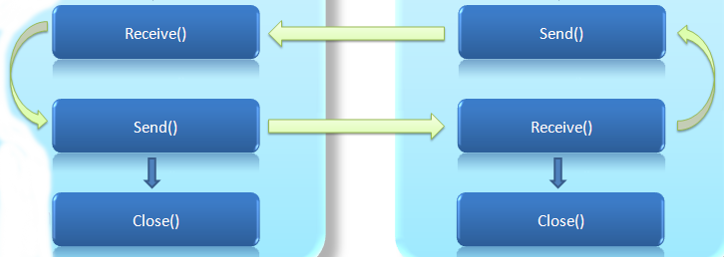 Receive()
Send()
Send()
Receive()
Close()
Close()